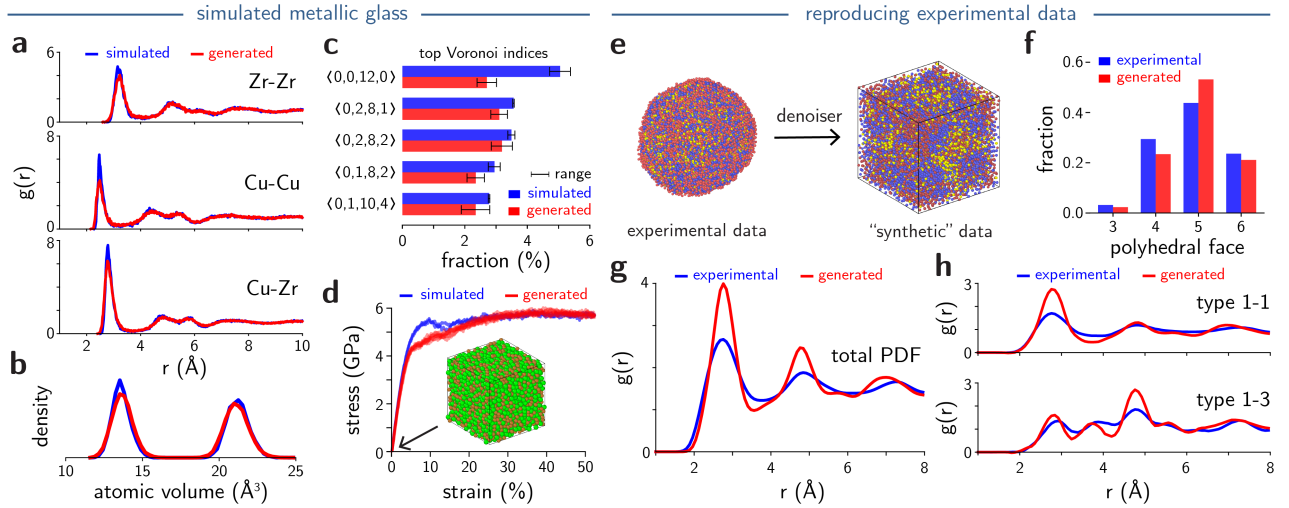 simulated metallic glass
reproducing experimental data
a
simulated
generated
6
0
Zr-Zr
8
0
Cu-Cu
8
0
Cu-Zr
g(r)
2 4 6 8 10
r (Å)
b
density
10 15 20 25
atomic volume (Å³)
c
top Voronoi indices
⟨0,0,12,0⟩
⟨0,2,8,1⟩
⟨0,2,8,2⟩
⟨0,1,8,2⟩
⟨0,1,10,4⟩
range
simulated
generated
0 2 4 6
fraction (%)
d
simulated
generated
stress (GPa)
6
4
2
0
0 10 20 30 40 50
strain (%)
e
denoiser
experimental data
“synthetic” data
f
experimental
generated
fraction
0.6
0.4
0.2
0.0
3 4 5 6
polyhedral face
g
experimental
generated
4
0
g(r)
total PDF
2 4 6 8
r (Å)
h
experimental
generated
3
0
g(r)
type 1-1
3
0
g(r)
type 1-3
2 4 6 8
r (Å)